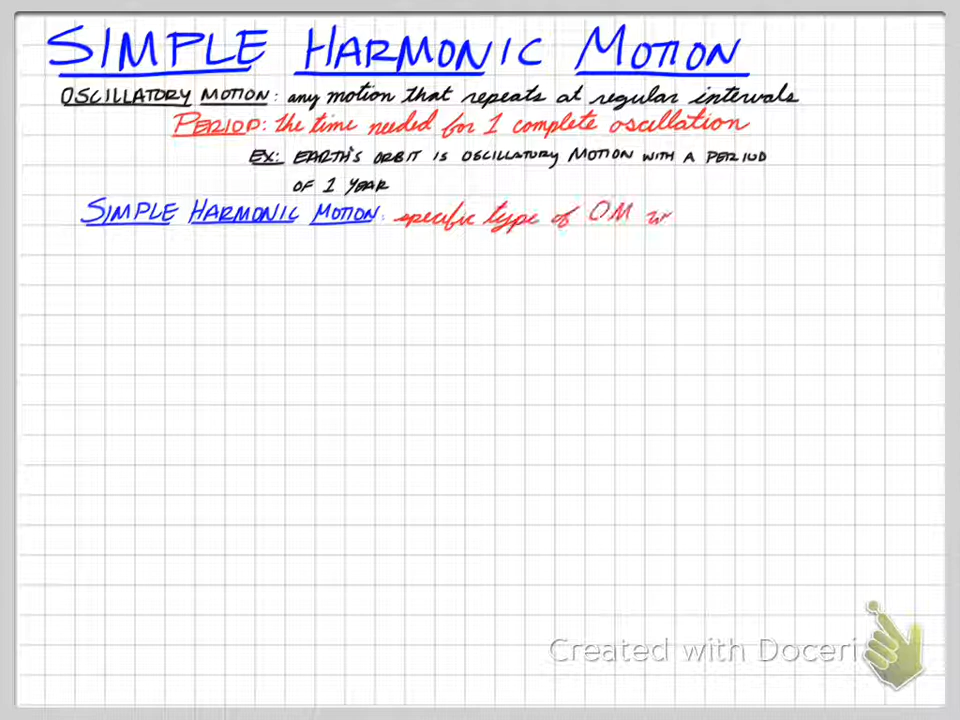 SIMPLE HARMONIC MOTION
OSCILLATORY MOTION: any motion that repeats at regular intervals
PERIOD: the time needed for 1 complete oscillation
EX: EARTH'S ORBIT IS OSCILLATORY MOTION WITH A PERIOD
OF 1 YEAR
SIMPLE HARMONIC MOTION: specific type of OM
Created with Doceri